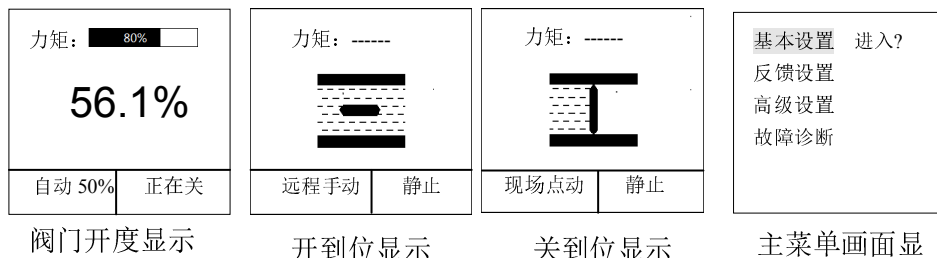 力矩： 80%
56.1%
自动 50% 正在关
阀门开度显示
力矩：------
远程手动 静止
开到位显示
力矩：------
现场点动 静止
关到位显示
基本设置 进入?
反馈设置
高级设置
故障诊断
主菜单画面显